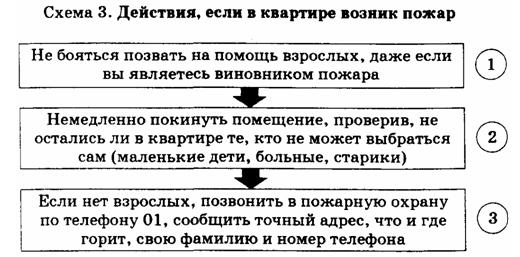 Схема 3. Действия, если в квартире возник пожар
Не бояться позвать на помощь взрослых, даже если
вы являетесь виновником пожара
1
Немедленно покинуть помещение, проверив, не
остались ли в квартире те, кто не может выбраться
сам (маленькие дети, больные, старики)
2
Если нет взрослых, позвонить в пожарную охрану
по телефону 01, сообщить точный адрес, что и где
горит, свою фамилию и номер телефона
3